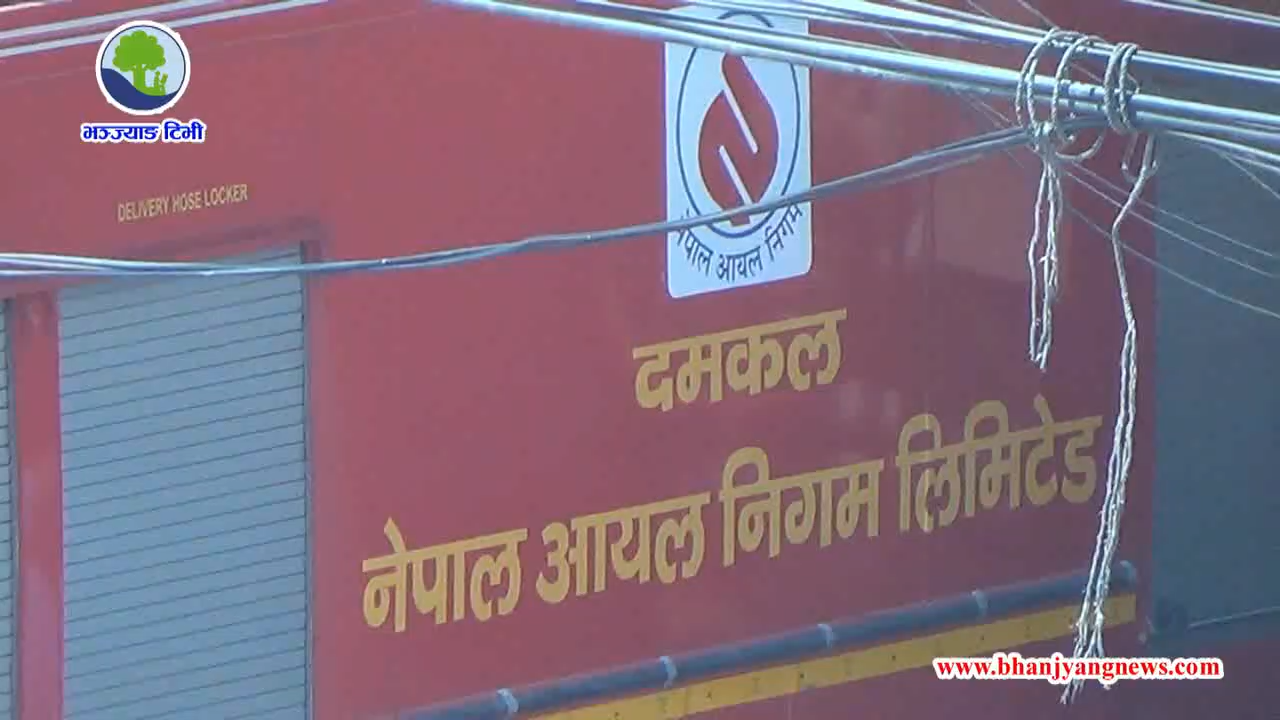 भञ्ज्याङ टिभी
DELIVERY HOSE LOCKER
नेपाल आयल निगम
दमकल
नेपाल आयल निगम लिमिटेड
www.bhanjyangnews.com